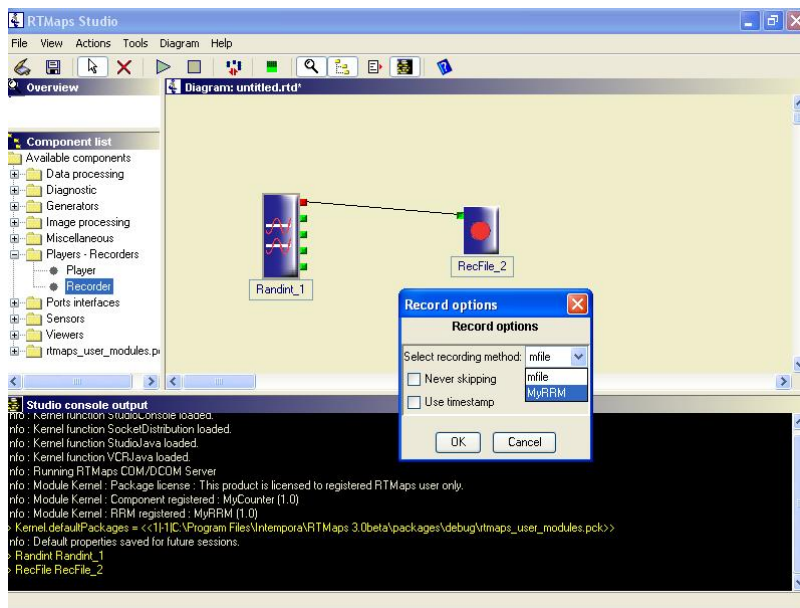 RTMaps Studio
File View Actions Tools Diagram Help
Overview
Diagram: untitled.rtd*
Component list
Available components
Data processing
Diagnostic
Generators
Image processing
Miscellaneous
Players - Recorders
Player
Recorder
Ports interfaces
Sensors
Viewers
rtmaps_user_modules.p
Randint_1
RecFile_2
Record options
Record options
Select recording method: mfile
mfile
MyRRM
Never skipping
Use timestamp
OK Cancel
Studio console output
nfo : Kernel function StudioConsole loaded.
nfo : Kernel function SocketDistribution loaded.
nfo : Kernel function StudioJava loaded.
nfo : Kernel function VCRJava loaded.
nfo : Running RTMaps COM/DCOM Server
nfo : Module Kernel : Package license : This product is licensed to registered RTMaps user only.
nfo : Module Kernel : Component registered : MyCounter (1.0)
nfo : Module Kernel : RRM registered : MyRRM (1.0)
> Kernel.defaultPackages = <<1|-1|C:\Program Files\Intempora\RTMaps 3.0beta\packages\debug\rtmaps_user_modules.pck>>
nfo : Default properties saved for future sessions.
> Randint Randint_1
> RecFile RecFile_2